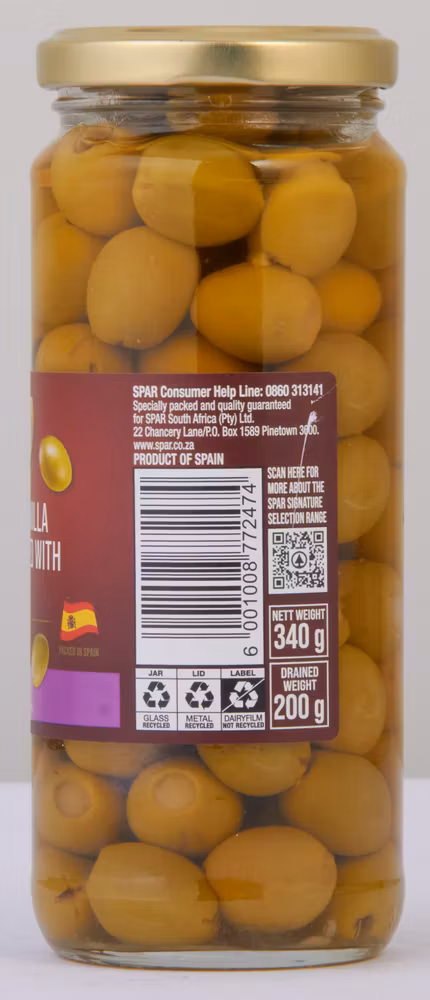 SPAR Consumer Help Line: 0860 313141
Specially packed and quality guaranteed
for SPAR South Africa (Pty) Ltd.
22 Chancery Lane/P.O. Box 1589 Pinetown 3600.
www.spar.co.za
PRODUCT OF SPAIN
SCAN HERE FOR
MORE ABOUT THE
SPAR SIGNATURE
SELECTION RANGE
6 001008 772474
ILLA
D WITH
PACKED IN SPAIN
NETT WEIGHT
340 g
DRAINED
WEIGHT
200 g
JAR LID LABEL
GLASS METAL DAIRYFILM
RECYCLED RECYCLED NOT RECYCLED